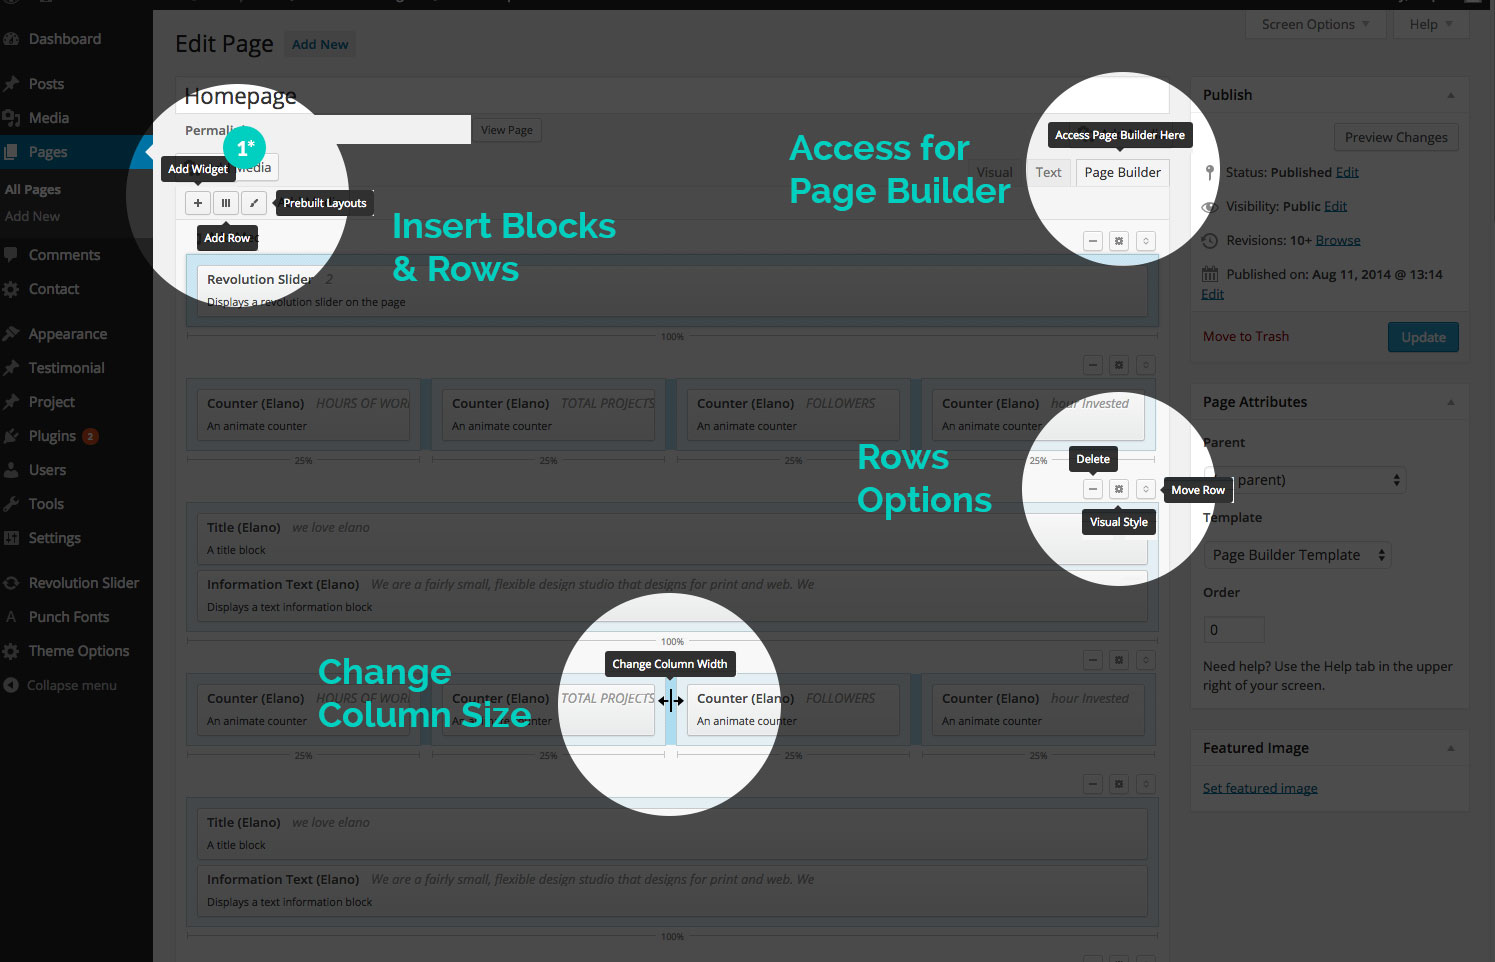 Dashboard
Posts
Media
Pages
All Pages
Add New
Comments
Contact
Appearance
Testimonial
Project
Plugins 2
Users
Tools
Settings
Revolution Slider
Punch Fonts
Theme Options
Collapse menu
Screen Options
Help
Edit Page
Add New
Homepage
View Page
1*
Add Widget
Prebuilt Layouts
Add Row
Insert Blocks
& Rows
Access for
Page Builder
Access Page Builder Here
Visual
Text
Page Builder
Revolution Slider 2
Displays a revolution slider on the page
100%
Counter (Elano)
An animate counter
25%
Counter (Elano) TOTAL PROJECTS
An animate counter
25%
Counter (Elano) FOLLOWERS
An animate counter
25%
Counter (Elano) hour Invested
An animate counter
25%
Rows
Options
Delete
Move Row
Visual Style
Title (Elano) we love elano
A title block
Information Text (Elano) We are a fairly small, flexible design studio that designs for print and web. We
Displays a text information block
100%
Change
Column Size
Change Column Width
Counter (Elano)
An animate counter
25%
Counter (Elano) TOTAL PROJECTS
An animate counter
25%
Counter (Elano) FOLLOWERS
An animate counter
25%
Counter (Elano) hour Invested
An animate counter
25%
Title (Elano) we love elano
A title block
Information Text (Elano) We are a fairly small, flexible design studio that designs for print and web. We
Displays a text information block
100%
Publish
Preview Changes
Status: Published Edit
Visibility: Public Edit
Revisions: 10+ Browse
Published on: Aug 11, 2014 @ 13:14
Edit
Move to Trash
Update
Page Attributes
Parent
parent)
Template
Page Builder Template
Order
0
Need help? Use the Help tab in the upper
right of your screen.
Featured Image
Set featured image